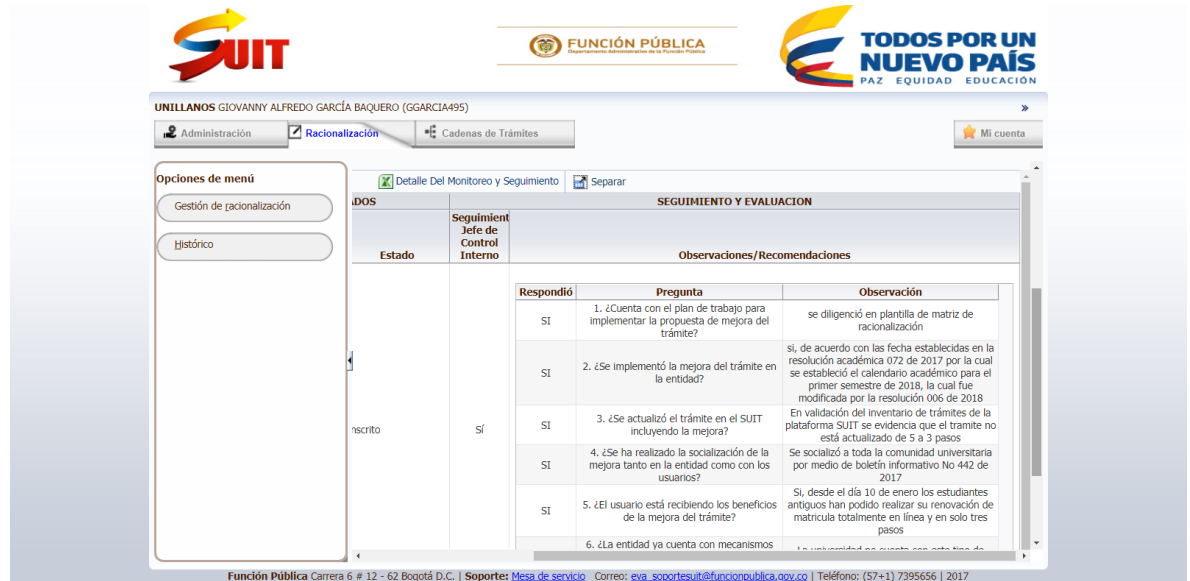 SUIT
FUNCIÓN PÚBLICA
Departamento Administrativo de la Función Pública
TODOS POR UN
NUEVO PAÍS
PAZ EQUIDAD EDUCACIÓN
UNILLANOS GIOVANNY ALFREDO GARCÍA BAQUERO (GGARCIA495)
»
Administración
Racionalización
Cadenas de Trámites
Mi cuenta
Opciones de menú
Gestión de racionalización
Histórico
Detalle Del Monitoreo y Seguimiento
Separar
ADOS
SEGUIMIENTO Y EVALUACION
Estado
Seguimient
Jefe de
Control
Interno
Observaciones/Recomendaciones
nscrito
Sí
Respondió Pregunta Observación
SI
1. ¿Cuenta con el plan de trabajo para
implementar la propuesta de mejora del
trámite?
se diligenció en plantilla de matriz de
racionalización
SI
2. ¿Se implementó la mejora del trámite en
la entidad?
si, de acuerdo con las fecha establecidas en la
resolución académica 072 de 2017 por la cual
se estableció el calendario académico para el
primer semestre de 2018, la cual fue
modificada por la resolución 006 de 2018
SI
3. ¿Se actualizó el trámite en el SUIT
incluyendo la mejora?
En validación del inventario de trámites de la
plataforma SUIT se evidencia que el tramite no
está actualizado de 5 a 3 pasos
SI
4. ¿Se ha realizado la socialización de la
mejora tanto en la entidad como con los
usuarios?
Se socializó a toda la comunidad universitaria
por medio de boletín informativo No 442 de
2017
SI
5. ¿El usuario está recibiendo los beneficios
de la mejora del trámite?
Si, desde el día 10 de enero los estudiantes
antiguos han podido realizar su renovación de
matricula totalmente en línea y en solo tres
pasos
6. ¿La entidad ya cuenta con mecanismos
La universidad no cuenta con este tipo de
Función Pública Carrera 6 # 12 - 62 Bogotá D.C. | Soporte: Mesa de servicio Correo: eva_soportesuit@funcionpublica.gov.co | Teléfono: (57+1) 7395656 | 2017